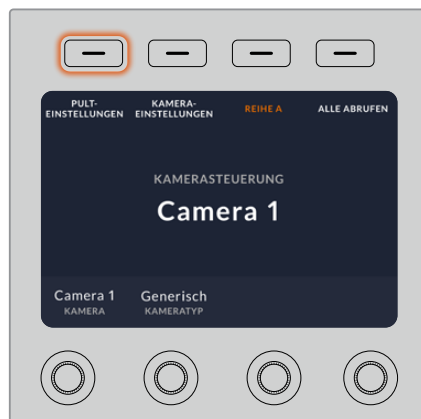 PULT-
EINSTELLUNGEN
KAMERA-
EINSTELLUNGEN
REIHE A
ALLE ABRUFEN
KAMERASTEUERUNG
Camera 1
Camera 1
KAMERA
Generisch
KAMERATYP